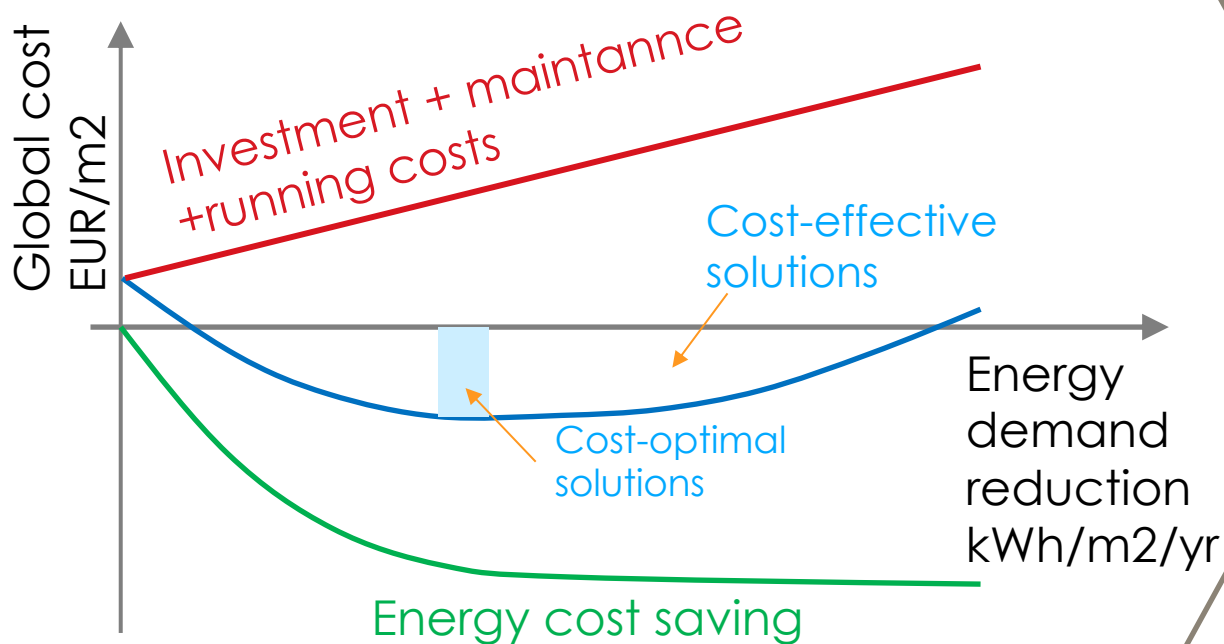 Global cost
EUR/m2
Investment + maintannce
+running costs
Cost-effective
solutions
Cost-optimal
solutions
Energy
demand
reduction
kWh/m2/yr
Energy cost saving